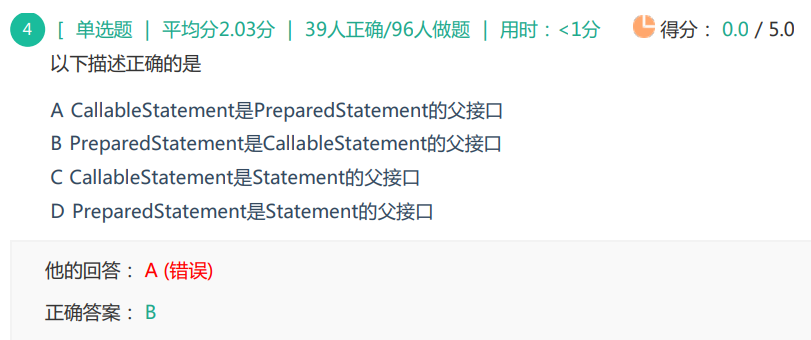 4 [ 单选题 | 平均分2.03分 | 39人正确/96人做题 | 用时：<1分 得分： 0.0 / 5.0
以下描述正确的是
A CallableStatement是PreparedStatement的父接口
B PreparedStatement是CallableStatement的父接口
C CallableStatement是Statement的父接口
D PreparedStatement是Statement的父接口
他的回答： A (错误)
正确答案： B